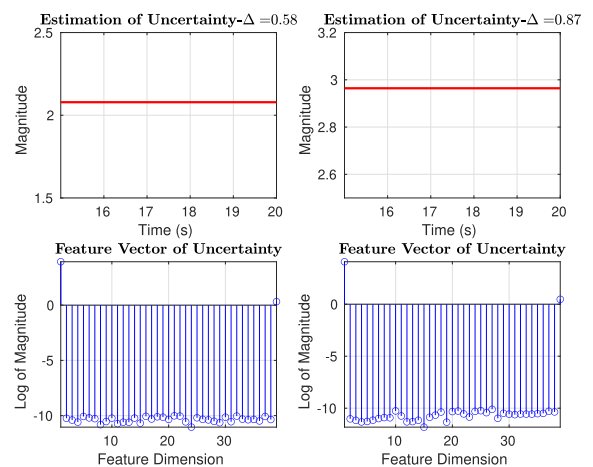 Estimation of Uncertainty-Δ =0.58
2.5
2
1.5
Magnitude
16 17 18 19 20
Time (s)
Estimation of Uncertainty-Δ =0.87
3.2
3
2.8
2.6
Magnitude
16 17 18 19 20
Time (s)
Feature Vector of Uncertainty
0
-5
-10
Log of Magnitude
10 20 30
Feature Dimension
Feature Vector of Uncertainty
0
-5
-10
Log of Magnitude
10 20 30
Feature Dimension